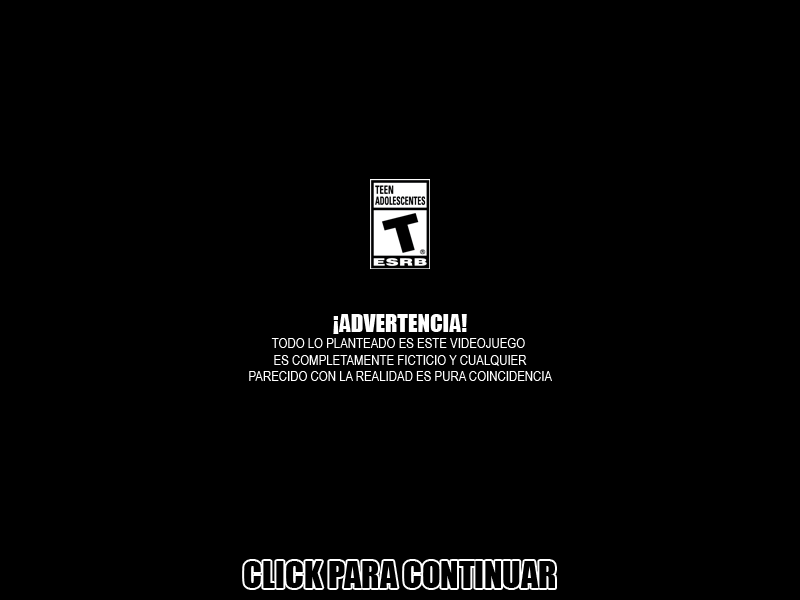 TEEN
ADOLESCENTES
T
®
ESRB
¡ADVERTENCIA!
TODO LO PLANTEADO ES ESTE VIDEOJUEGO
ES COMPLETAMENTE FICTICIO Y CUALQUIER
PARECIDO CON LA REALIDAD ES PURA COINCIDENCIA
CLICK PARA CONTINUAR